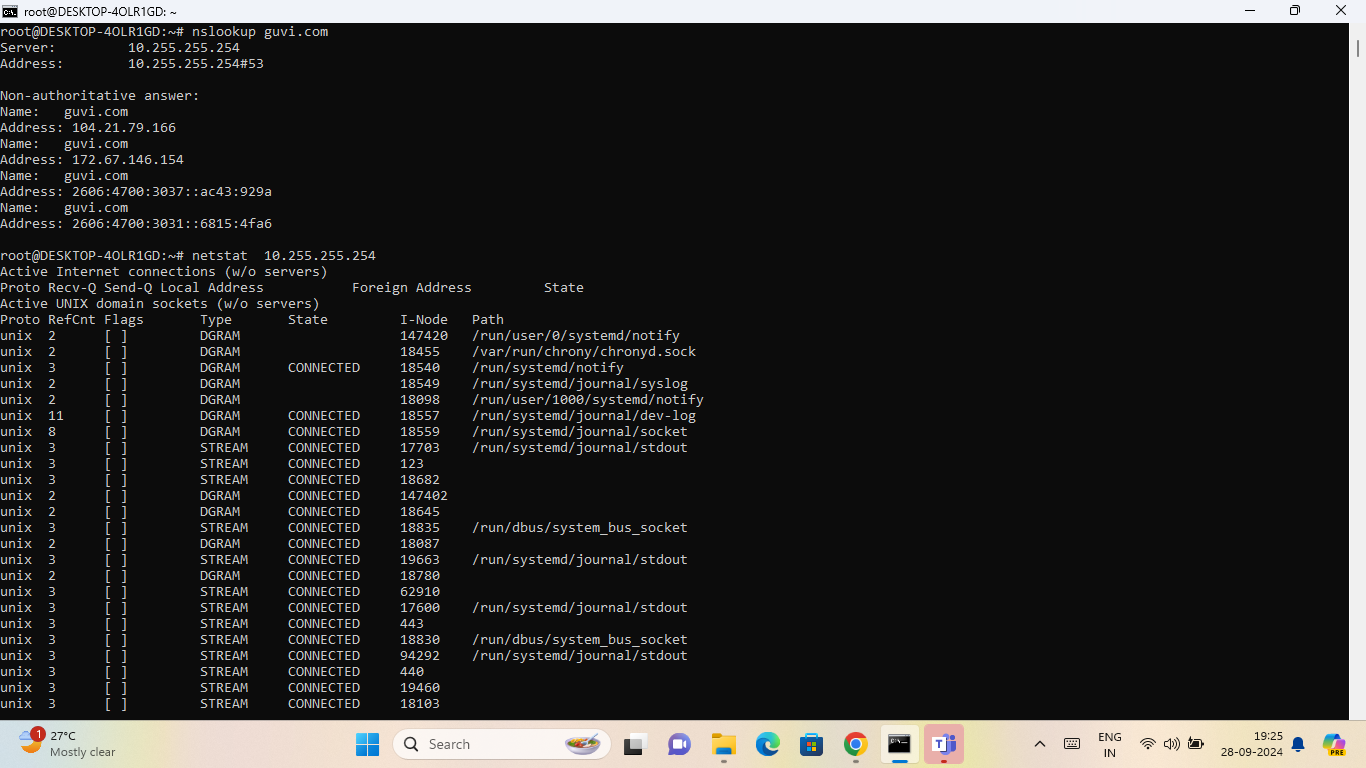 root@DESKTOP-4OLR1GD: ~
root@DESKTOP-4OLR1GD:~# nslookup guvi.com
Server:         10.255.255.254
Address:        10.255.255.254#53
Non-authoritative answer:
Name:   guvi.com
Address: 104.21.79.166
Name:   guvi.com
Address: 172.67.146.154
Name:   guvi.com
Address: 2606:4700:3037::ac43:929a
Name:   guvi.com
Address: 2606:4700:3031::6815:4fa6
root@DESKTOP-4OLR1GD:~# netstat  10.255.255.254
Active Internet connections (w/o servers)
Proto Recv-Q Send-Q Local Address           Foreign Address         State
Active UNIX domain sockets (w/o servers)
Proto RefCnt Flags       Type       State         I-Node   Path
unix  2      [ ]         DGRAM                    147420   /run/user/0/systemd/notify
unix  2      [ ]         DGRAM                    18455    /var/run/chrony/chronyd.sock
unix  3      [ ]         DGRAM      CONNECTED     18540    /run/systemd/notify
unix  2      [ ]         DGRAM                    18549    /run/systemd/journal/syslog
unix  2      [ ]         DGRAM                    18098    /run/user/1000/systemd/notify
unix  11     [ ]         DGRAM      CONNECTED     18557    /run/systemd/journal/dev-log
unix  8      [ ]         DGRAM      CONNECTED     18559    /run/systemd/journal/socket
unix  3      [ ]         STREAM     CONNECTED     17703    /run/systemd/journal/stdout
unix  3      [ ]         STREAM     CONNECTED     123
unix  3      [ ]         STREAM     CONNECTED     18682
unix  2      [ ]         DGRAM      CONNECTED     147402
unix  2      [ ]         DGRAM      CONNECTED     18645
unix  3      [ ]         STREAM     CONNECTED     18835    /run/dbus/system_bus_socket
unix  2      [ ]         DGRAM      CONNECTED     18087
unix  3      [ ]         STREAM     CONNECTED     19663    /run/systemd/journal/stdout
unix  2      [ ]         DGRAM      CONNECTED     18780
unix  3      [ ]         STREAM     CONNECTED     62910
unix  3      [ ]         STREAM     CONNECTED     17600    /run/systemd/journal/stdout
unix  3      [ ]         STREAM     CONNECTED     443
unix  3      [ ]         STREAM     CONNECTED     18830    /run/dbus/system_bus_socket
unix  3      [ ]         STREAM     CONNECTED     94292    /run/systemd/journal/stdout
unix  3      [ ]         STREAM     CONNECTED     440
unix  3      [ ]         STREAM     CONNECTED     19460
unix  3      [ ]         STREAM     CONNECTED     18103
1
27°C
Mostly clear
Search
ENG
IN
19:25
28-09-2024
PRE